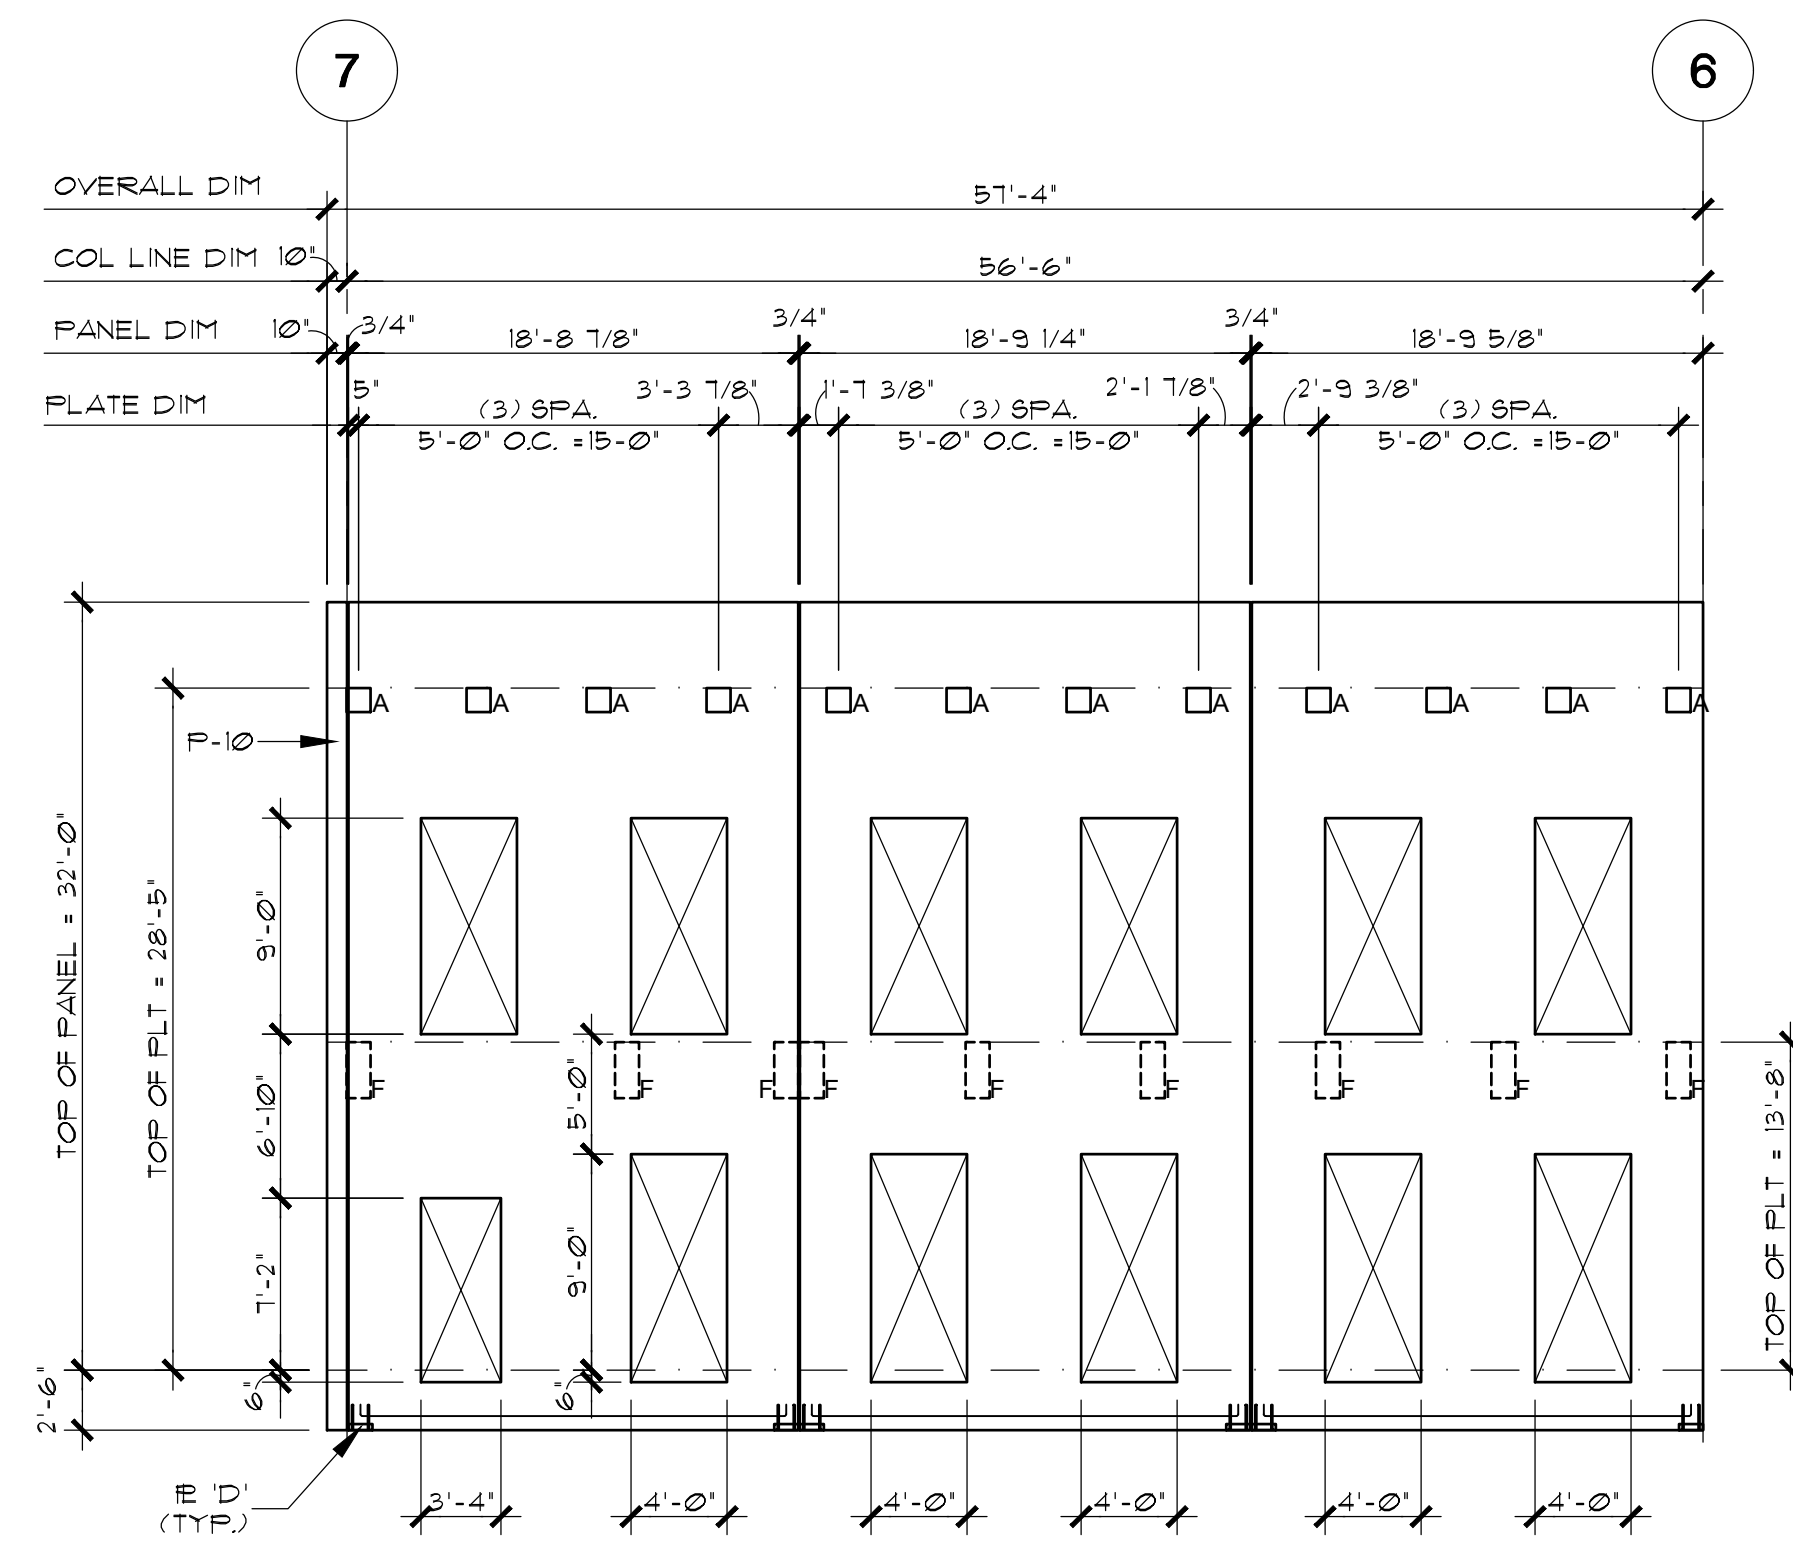 7
6
OVERALL DIM
57'-4"
COL LINE DIM 10"
56'-6"
PANEL DIM 10" 3/4" 18'-8 7/8" 3/4" 18'-9 1/4" 3/4" 18'-9 5/8"
PLATE DIM 5" (3) SPA. 3'-3 7/8" 1'-7 3/8" (3) SPA. 2'-1 7/8" 2'-9 3/8" (3) SPA.
5'-0" O.C. =15-0" 5'-0" O.C. =15-0" 5'-0" O.C. =15-0"
A A A A A A A A A A A A
P-10
TOP OF PANEL = 32'-0"
TOP OF PLT = 28'-5"
9'-0"
6'-10"
7'-2"
6"
2'-6"
5'-0"
9'-0"
6"
F F F F F F F F F
TOP OF PLT = 13'-8"
PL 'D'
(TYP.)
3'-4" 4'-0" 4'-0" 4'-0" 4'-0" 4'-0"